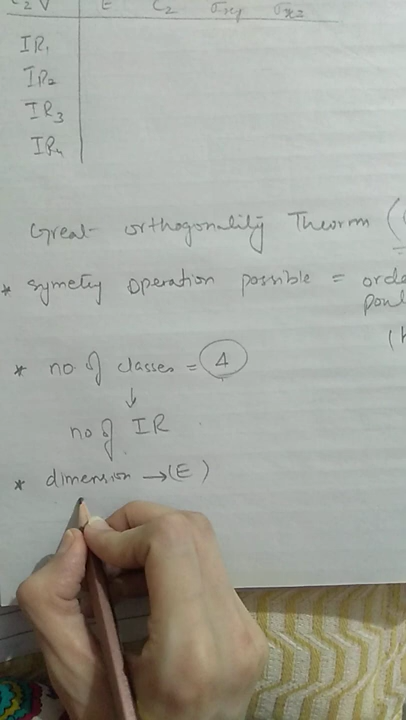 C2V E C2 σxy σxz
IR1
IR2
IR3
IR4
Great orthogonality Theorm (
* symetry operation possible = orde
poin
(h
* no. of classes = 4
↓
no of IR
* dimension → (E)